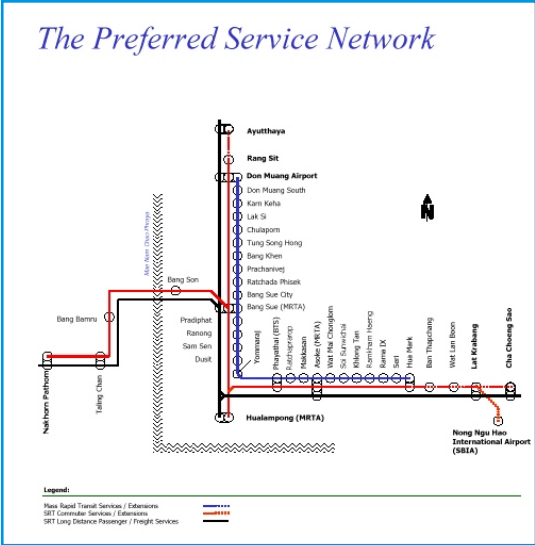 The Preferred Service Network
Ayutthaya
Rang Sit
Don Muang Airport
Don Muang South
Karn Keha
Lak Si
Chulaporn
Tung Song Hong
Bang Khen
Prachanivej
Ratchada Phisek
Bang Sue City
Bang Sue (MRTA)
Mae Nam Chao Phraya
Bang Son
Bang Bamru
Pradiphat
Ranong
Sam Sen
Dusit
Yommaraj
Phayathai (BTS)
Ratchaprarop
Makkasan
Asoke (MRTA)
Wat Mai Chonglom
Soi Sunwichai
Khlong Tan
Ramkham Haeng
Rama IX
Seri
Hua Mark
Ban Thapchang
Wat Lan Boon
Lat Krabang
Cha Choeng Sao
Nakhorn Pathom
Taling Chan
Hualampong (MRTA)
Nong Ngu Hao
International Airport
(SBIA)
N
Legend:
Mass Rapid Transit Services / Extensions
SRT Commuter Services / Extensions
SRT Long Distance Passenger / Freight Services